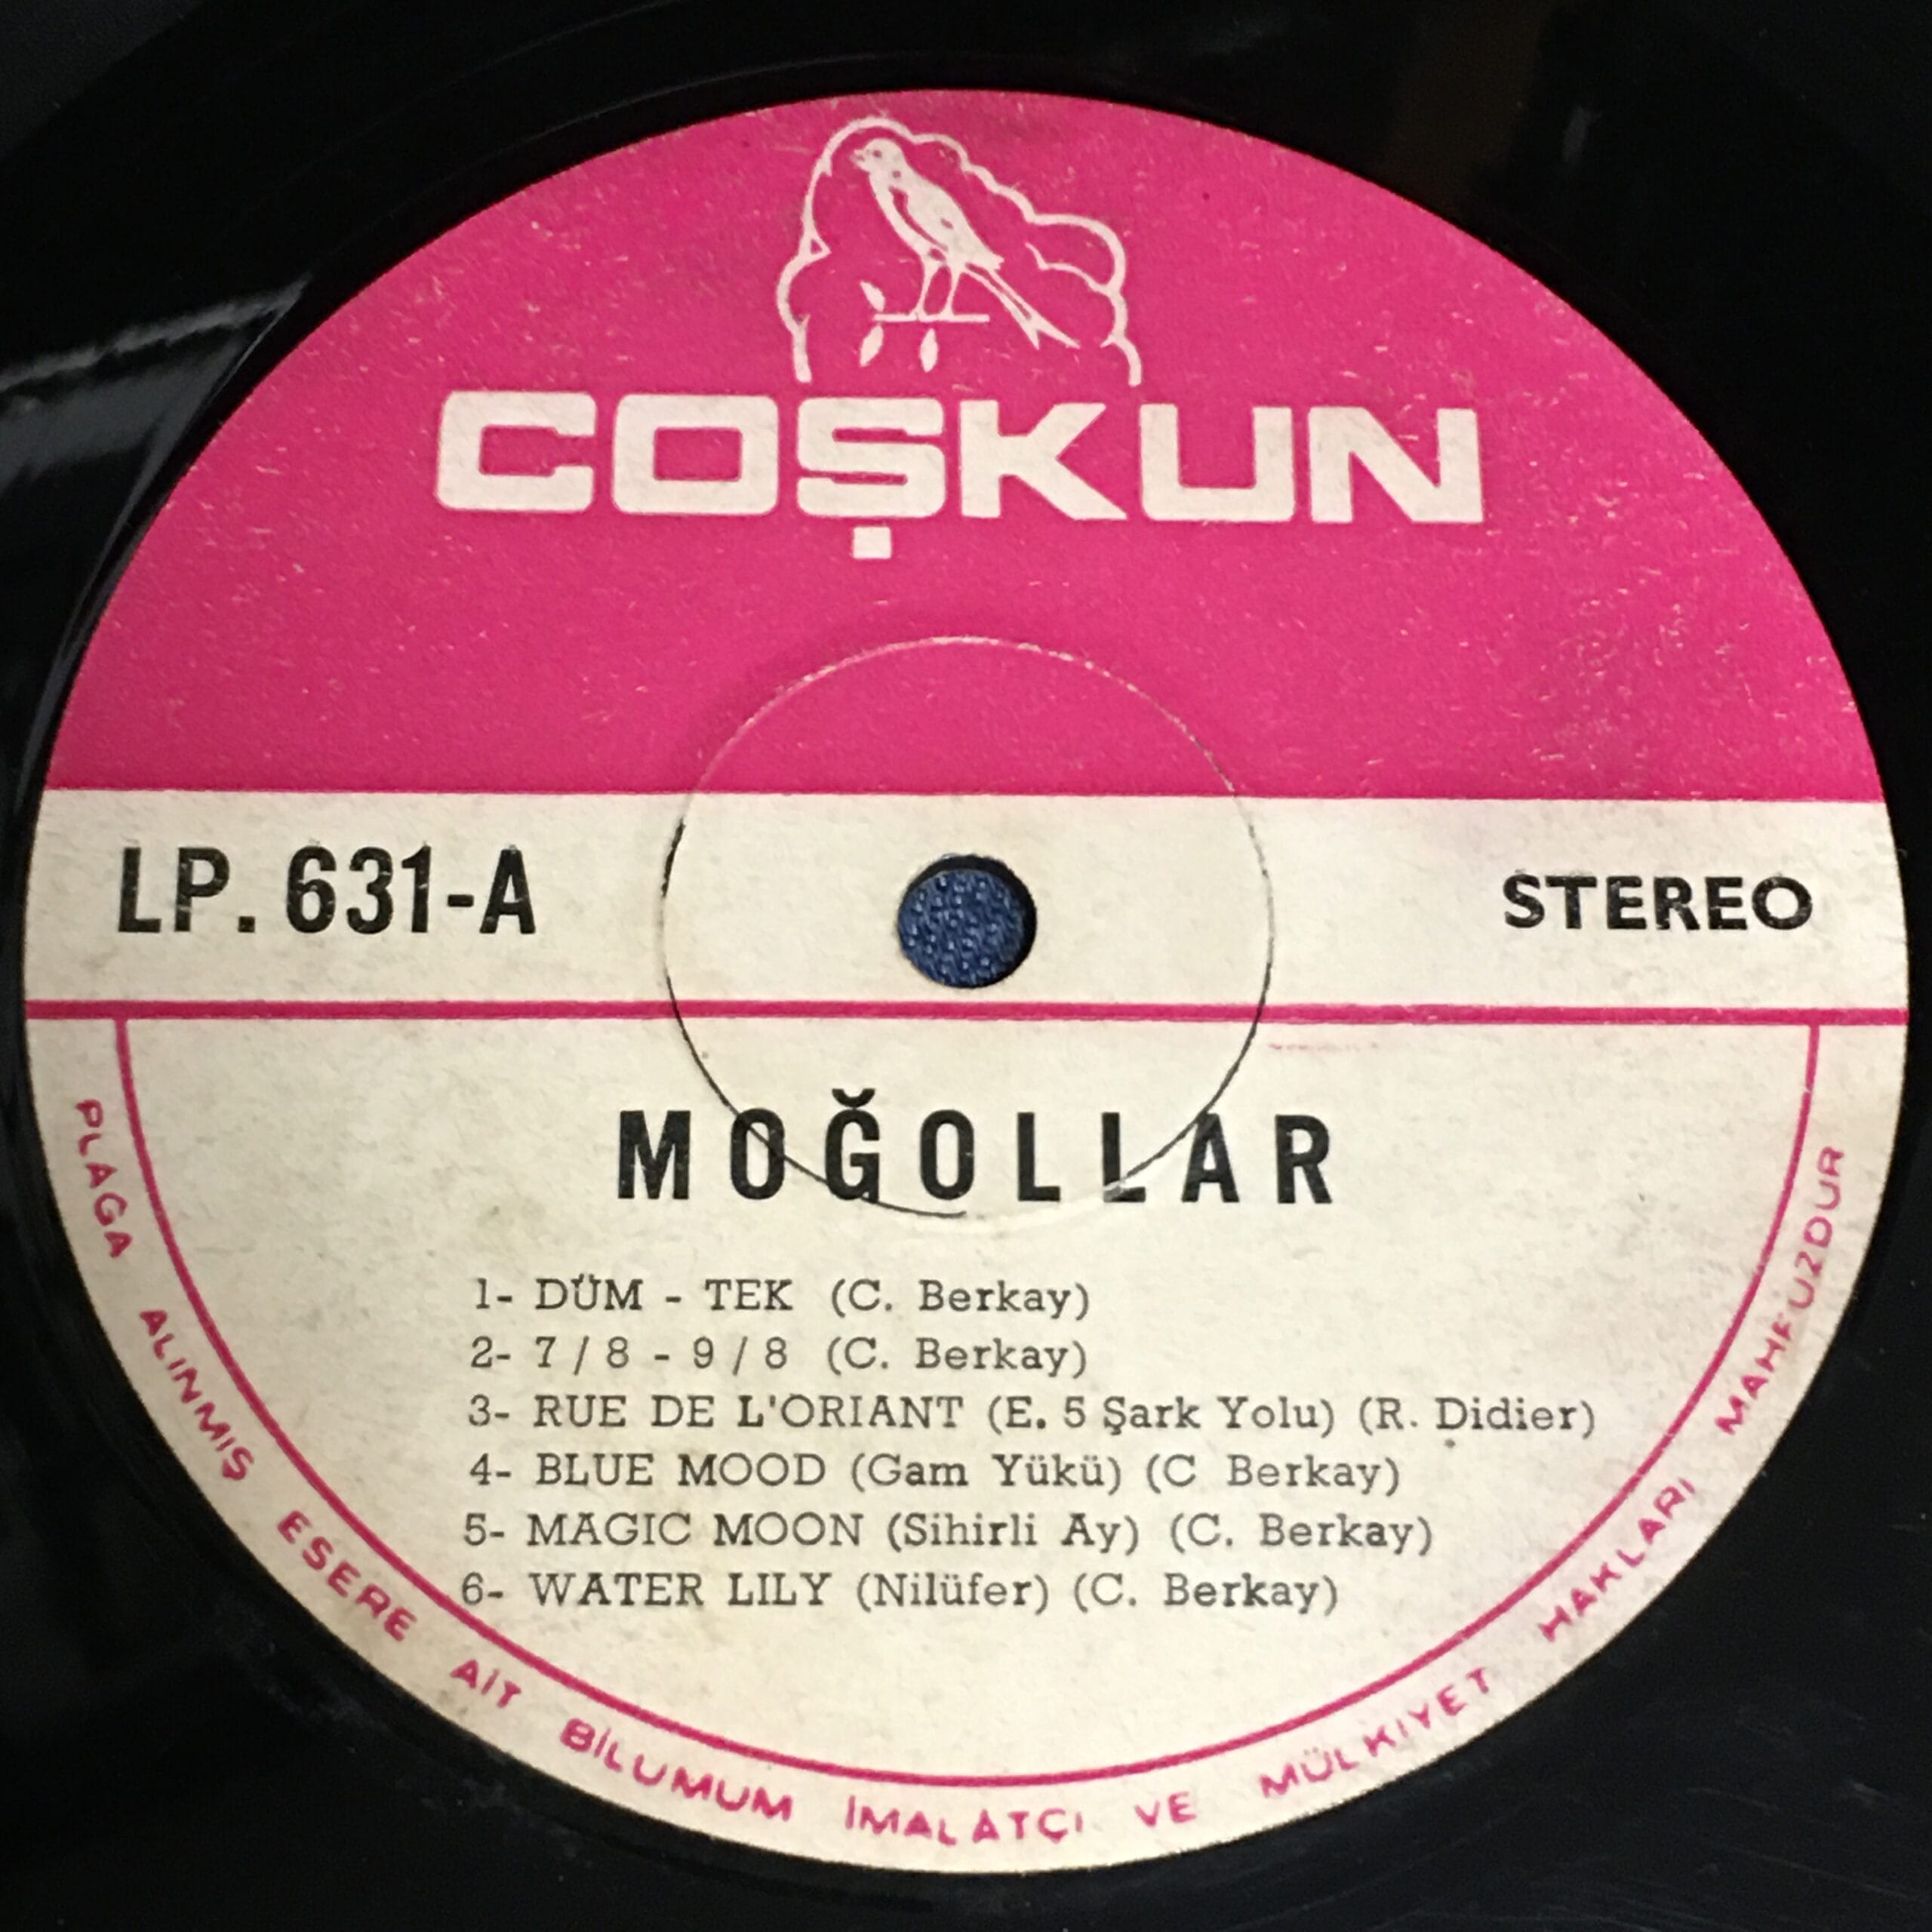 COŞKUN
LP. 631-A
STEREO
MOĞOLLAR
1- DÜM - TEK (C. Berkay)
2- 7 / 8 - 9 / 8 (C. Berkay)
3- RUE DE L'ORIANT (E. 5 Şark Yolu) (R. Didier)
4- BLUE MOOD (Gam Yükü) (C Berkay)
5- MAGIC MOON (Sihirli Ay) (C. Berkay)
6- WATER LILY (Nilüfer) (C. Berkay)
PLAĞA ALINMIŞ ESERE AİT BİLUMUM İMALÂTÇI VE MÜLKİYET HAKLARI MAHFUZDUR